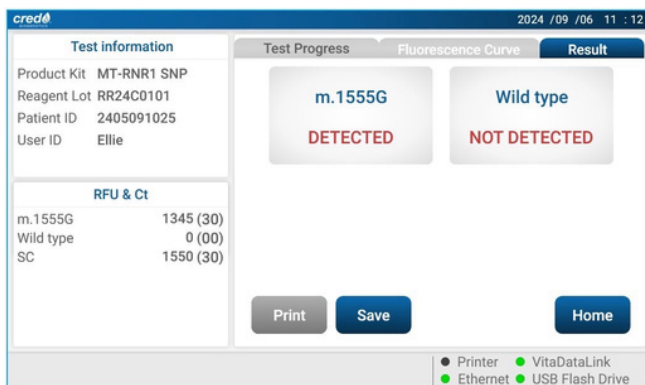 credo
DIAGNOSTICS
2024 /09 /06 11 : 12
Test information
Product Kit MT-RNR1 SNP
Reagent Lot RR24C0101
Patient ID 2405091025
User ID Ellie
RFU & Ct
m.1555G 1345 (30)
Wild type 0 (00)
SC 1550 (30)
Test Progress Fluorescence Curve Result
m.1555G
DETECTED
Wild type
NOT DETECTED
Print Save Home
Printer VitaDataLink
Ethernet USB Flash Drive